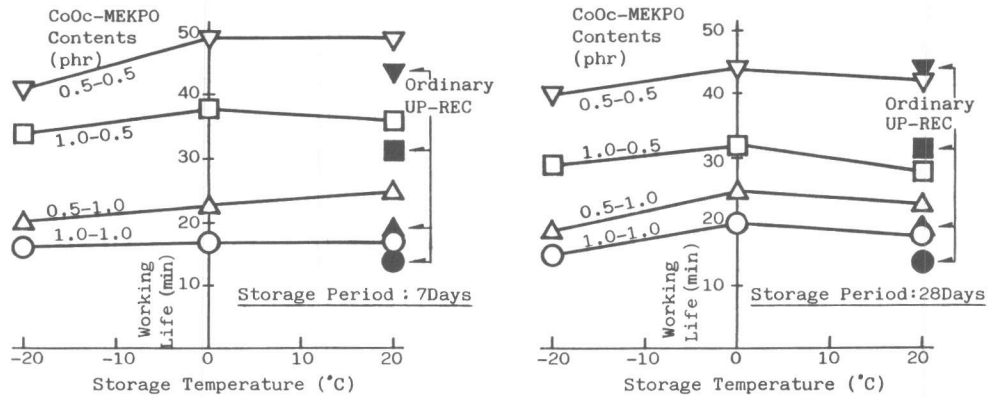 CoOc-MEKPO
Contents
(phr)
50
40
30
20
10
0.5-0.5
1.0-0.5
0.5-1.0
1.0-1.0
Ordinary
UP-REC
Working
Life (min)
Storage Period : 7Days
-20
-10
0
10
20
Storage Temperature (°C)
CoOc-MEKPO
Contents
(phr)
50
40
30
20
10
0.5-0.5
1.0-0.5
0.5-1.0
1.0-1.0
Ordinary
UP-REC
Working
Life (min)
Storage Period:28Days
-20
-10
0
10
20
Storage Temperature (°C)